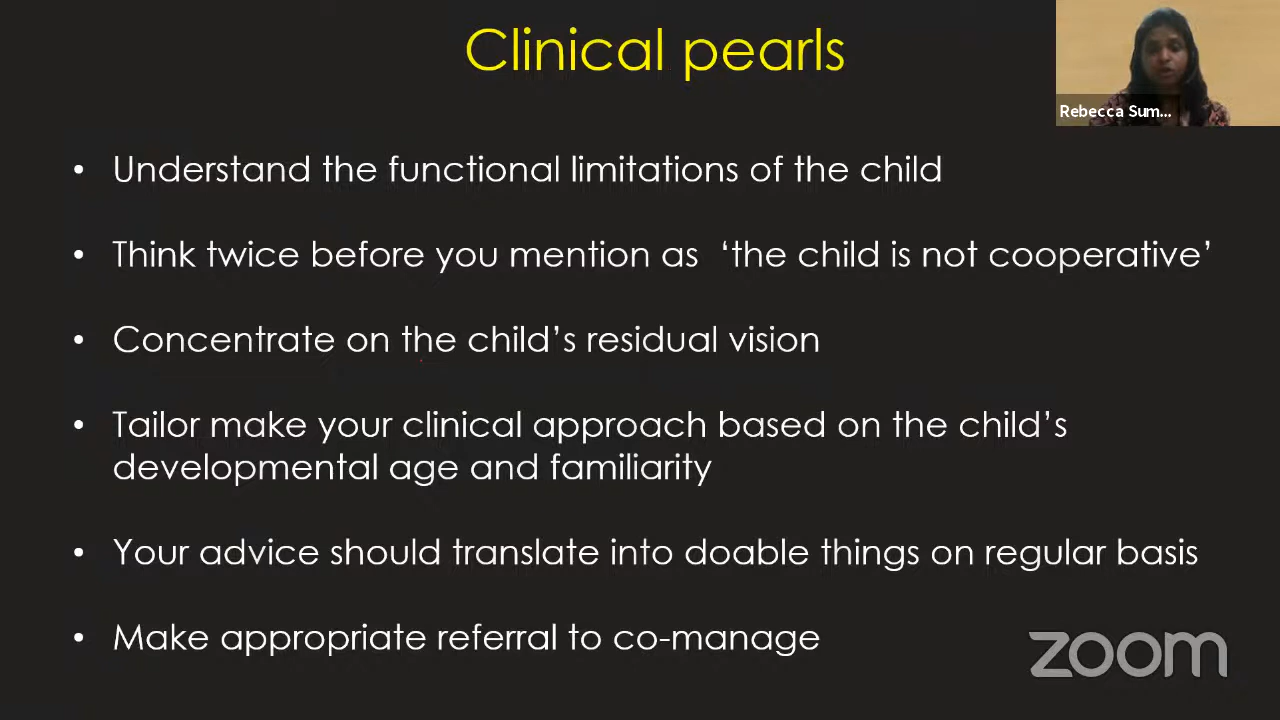 Clinical pearls
Rebecca Sum...
• Understand the functional limitations of the child
• Think twice before you mention as ‘the child is not cooperative’
• Concentrate on the child’s residual vision
• Tailor make your clinical approach based on the child’s
developmental age and familiarity
• Your advice should translate into doable things on regular basis
• Make appropriate referral to co-manage
zoom